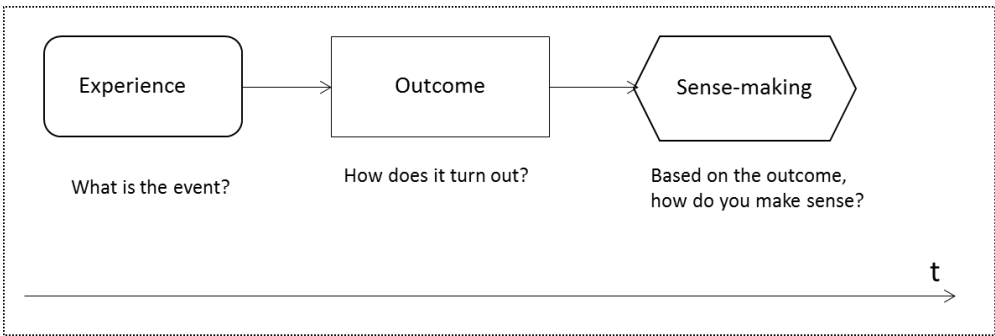 Experience
Outcome
Sense-making
What is the event?
How does it turn out?
Based on the outcome,
how do you make sense?
t